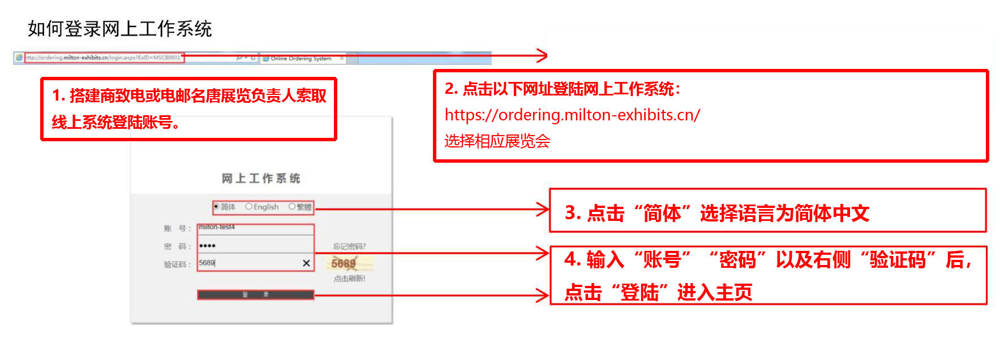 如何登录网上工作系统
http://ordering.milton-exhibits.cn/login.aspx?ExID=MSCB0601
Online Ordering System
1. 搭建商致电或电邮名唐展览负责人索取
线上系统登陆账号。
2. 点击以下网址登陆网上工作系统：
https://ordering.milton-exhibits.cn/
选择相应展览会
网上工作系统
简体 English 繁體
3. 点击“简体”选择语言为简体中文
账 号： milton-test4
密 码： ●●●● 忘记密码?
验证码： 5689 5689
点击刷新!
登 录
4. 输入“账号”“密码”以及右侧“验证码”后，
点击“登陆”进入主页